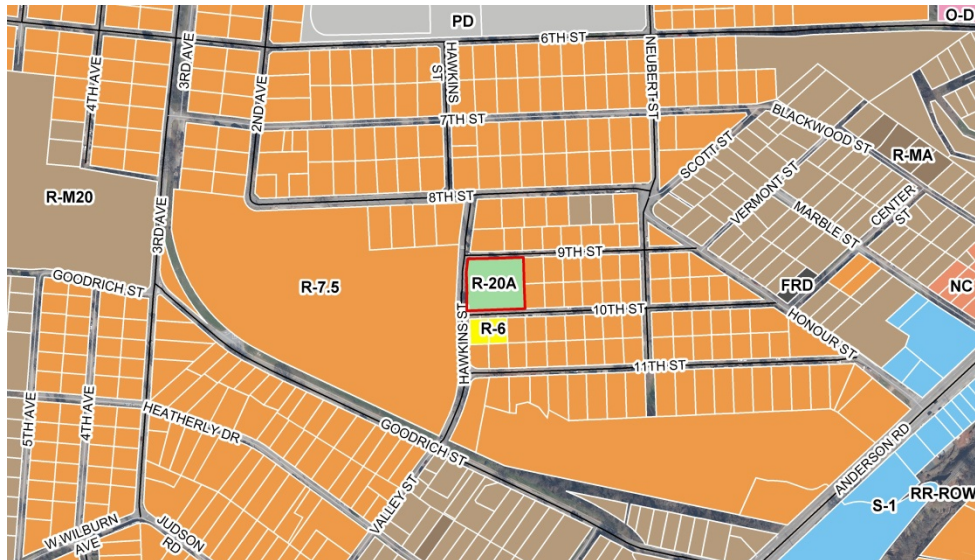 PD
O-D
6TH ST
HAWKINS ST
NEUBERT ST
4TH AVE
3RD AVE
2ND AVE
7TH ST
BLACKWOOD ST
SCOTT ST
R-MA
VERMONT ST
CENTER ST
MARBLE ST
R-M20
8TH ST
3RD AVE
9TH ST
GOODRICH ST
R-7.5
R-20A
FRD
NC
10TH ST
R-6
HONOUR ST
HAWKINS ST
11TH ST
5TH AVE
4TH AVE
HEATHERLY DR
GOODRICH ST
ANDERSON RD
VALLEY ST
RR-ROW
S-1
W WILBURN AVE
JUDSON RD